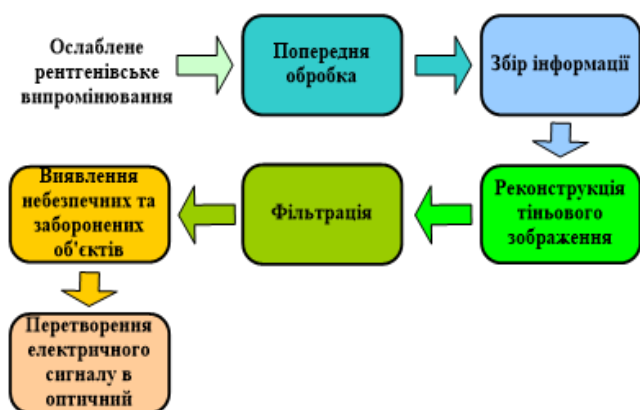 Ослаблене
рентгенівське
випромінювання
Попередня
обробка
Збір інформації
Реконструкція
тіньового
зображення
Фільтрація
Виявлення
небезпечних та
заборонених
об'єктів
Перетворення
електричного
сигналу в
оптичний